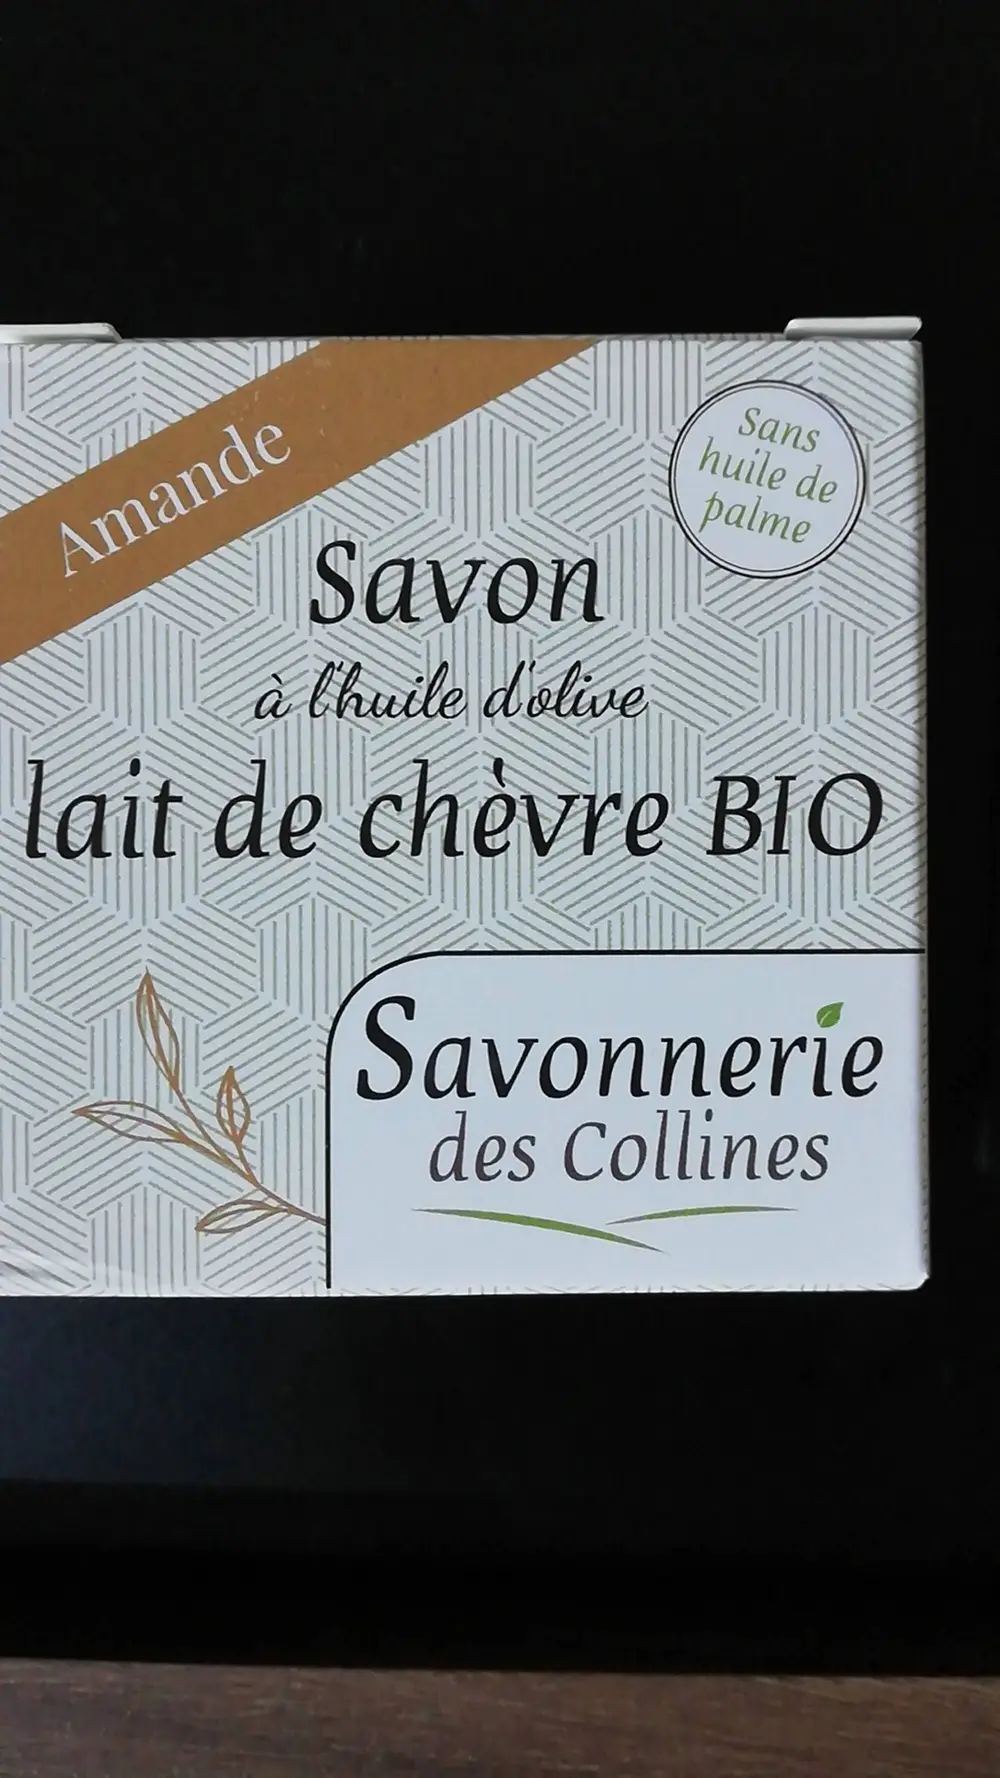 Amande
Sans
huile de
palme
Savon
à l'huile d'olive
lait de chèvre BIO
Savonnerie
des Collines